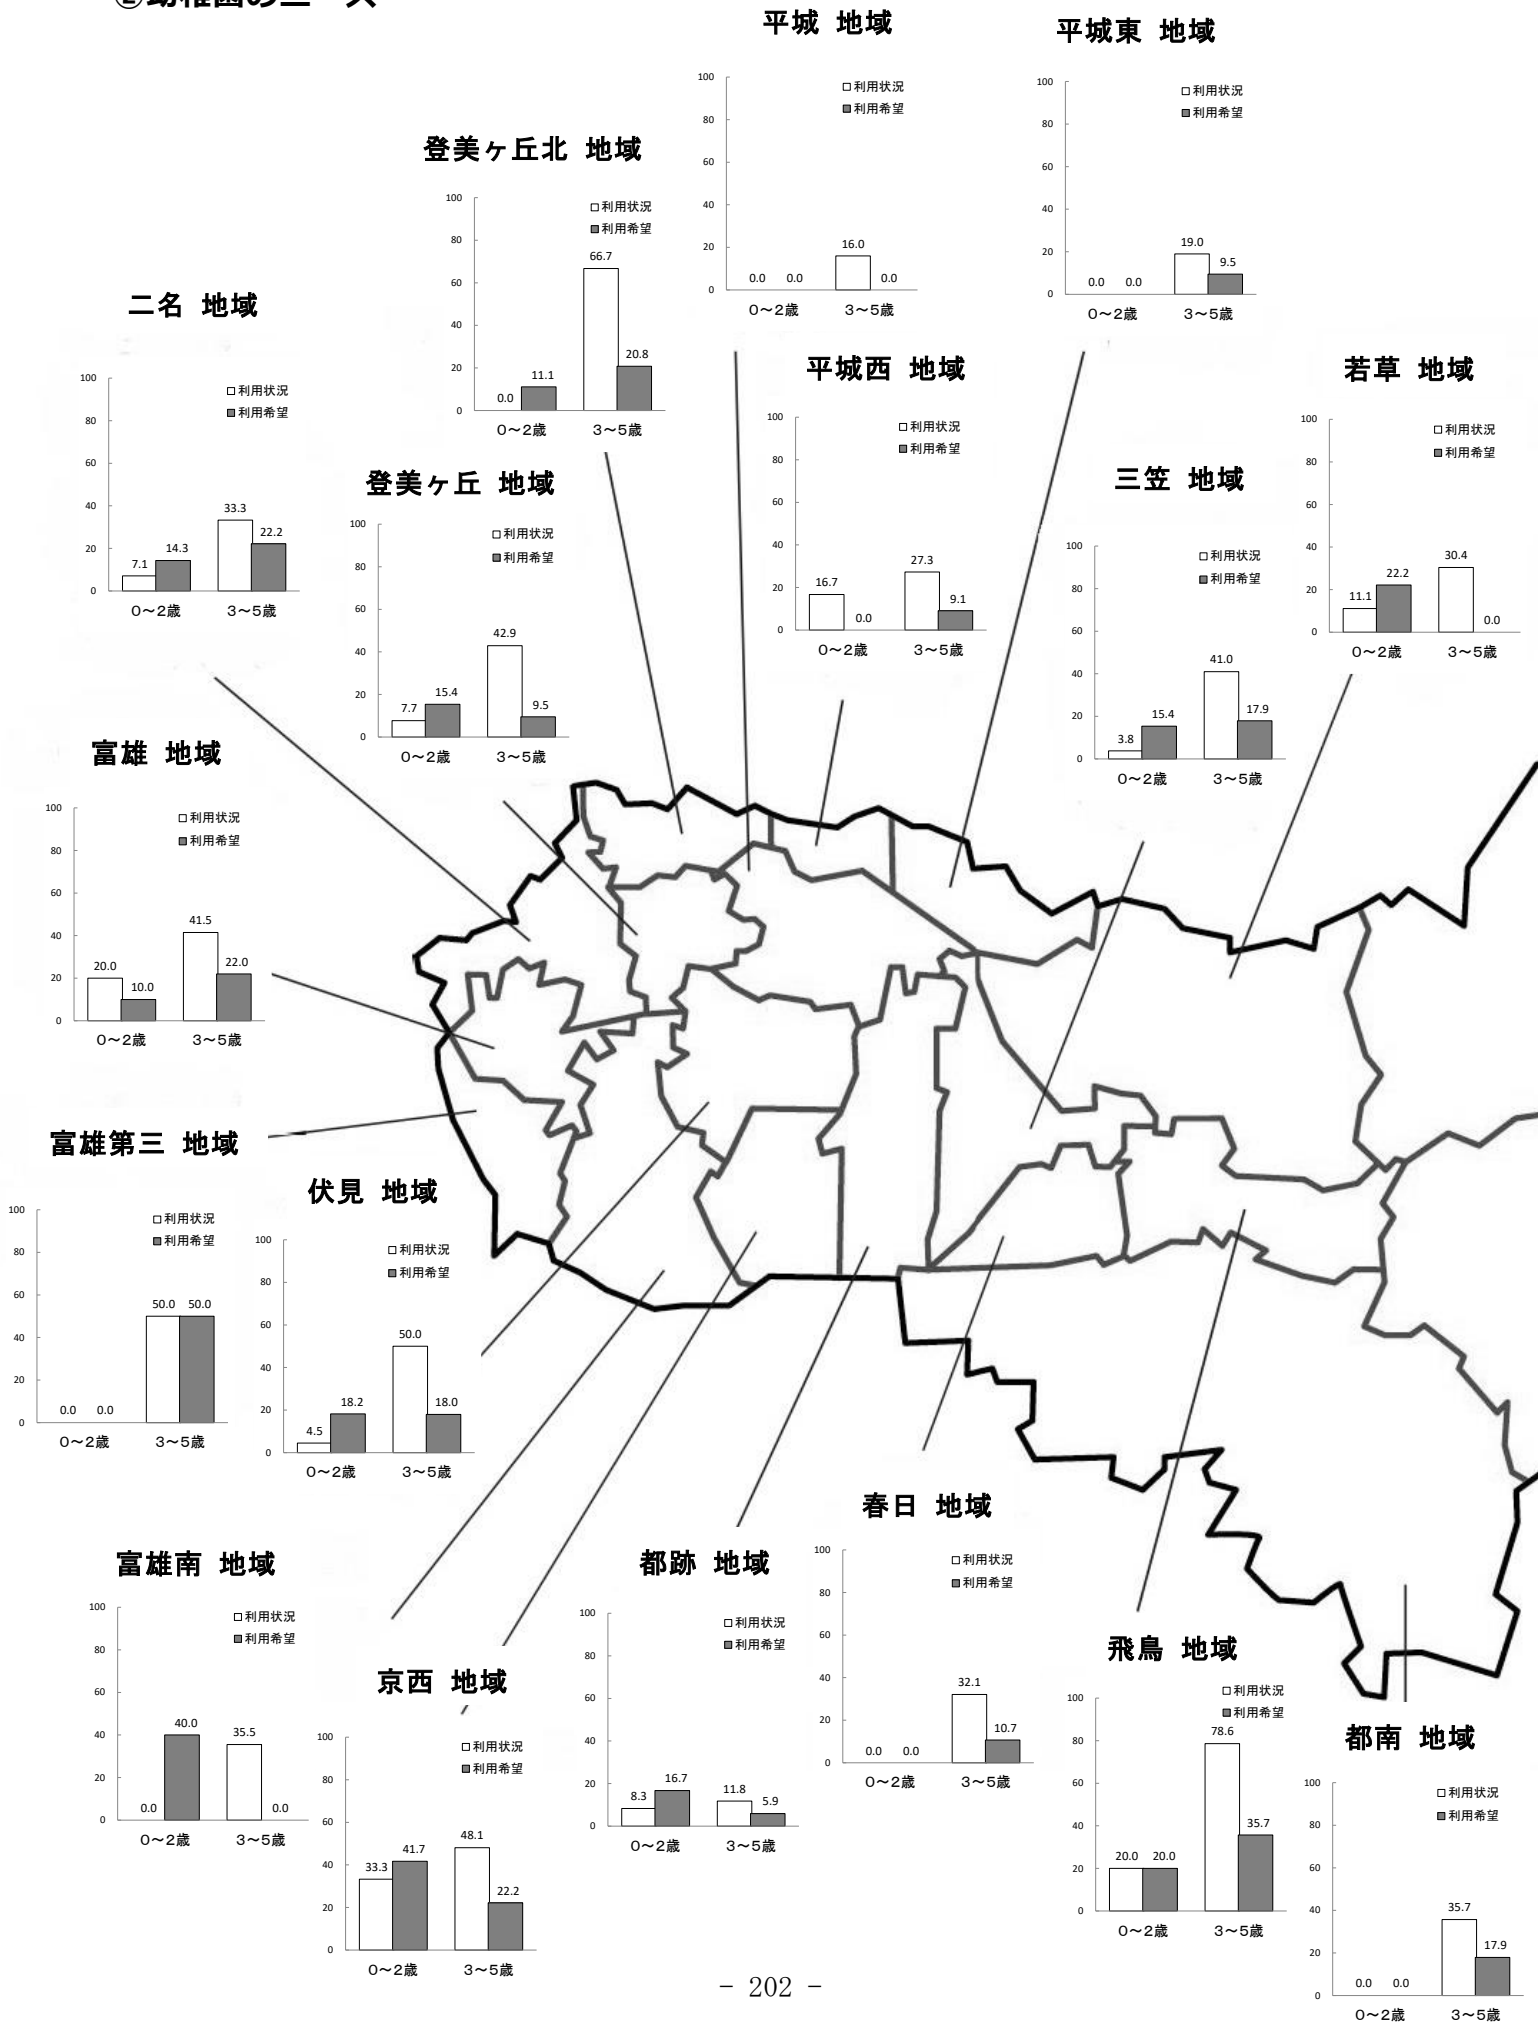 ②幼稚園のニーズ
平城 地域
100
80
60
40
20
0
□利用状況
■利用希望
0.0
0.0
16.0
0.0
0～2歳
3～5歳
平城東 地域
100
80
60
40
20
0
□利用状況
■利用希望
0.0
0.0
19.0
9.5
0～2歳
3～5歳
登美ヶ丘北 地域
100
80
60
40
20
0
□利用状況
■利用希望
0.0
11.1
66.7
20.8
0～2歳
3～5歳
二名 地域
100
80
60
40
20
0
□利用状況
■利用希望
7.1
14.3
33.3
22.2
0～2歳
3～5歳
平城西 地域
100
80
60
40
20
0
□利用状況
■利用希望
16.7
0.0
27.3
9.1
0～2歳
3～5歳
若草 地域
100
80
60
40
20
0
□利用状況
■利用希望
11.1
22.2
30.4
0.0
0～2歳
3～5歳
登美ヶ丘 地域
100
80
60
40
20
0
□利用状況
■利用希望
7.7
15.4
42.9
9.5
0～2歳
3～5歳
三笠 地域
100
80
60
40
20
0
□利用状況
■利用希望
3.8
15.4
41.0
17.9
0～2歳
3～5歳
富雄 地域
100
80
60
40
20
0
□利用状況
■利用希望
20.0
10.0
41.5
22.0
0～2歳
3～5歳
富雄第三 地域
100
80
60
40
20
0
□利用状況
■利用希望
0.0
0.0
50.0
50.0
0～2歳
3～5歳
伏見 地域
100
80
60
40
20
0
□利用状況
■利用希望
4.5
18.2
50.0
18.0
0～2歳
3～5歳
富雄南 地域
100
80
60
40
20
0
□利用状況
■利用希望
0.0
40.0
35.5
0.0
0～2歳
3～5歳
京西 地域
100
80
60
40
20
0
□利用状況
■利用希望
33.3
41.7
48.1
22.2
0～2歳
3～5歳
都跡 地域
100
80
60
40
20
0
□利用状況
■利用希望
8.3
16.7
11.8
5.9
0～2歳
3～5歳
春日 地域
100
80
60
40
20
0
□利用状況
■利用希望
0.0
0.0
32.1
10.7
0～2歳
3～5歳
飛鳥 地域
100
80
60
40
20
0
□利用状況
■利用希望
20.0
20.0
78.6
35.7
0～2歳
3～5歳
都南 地域
100
80
60
40
20
0
□利用状況
■利用希望
0.0
0.0
35.7
17.9
0～2歳
3～5歳
- 202 -